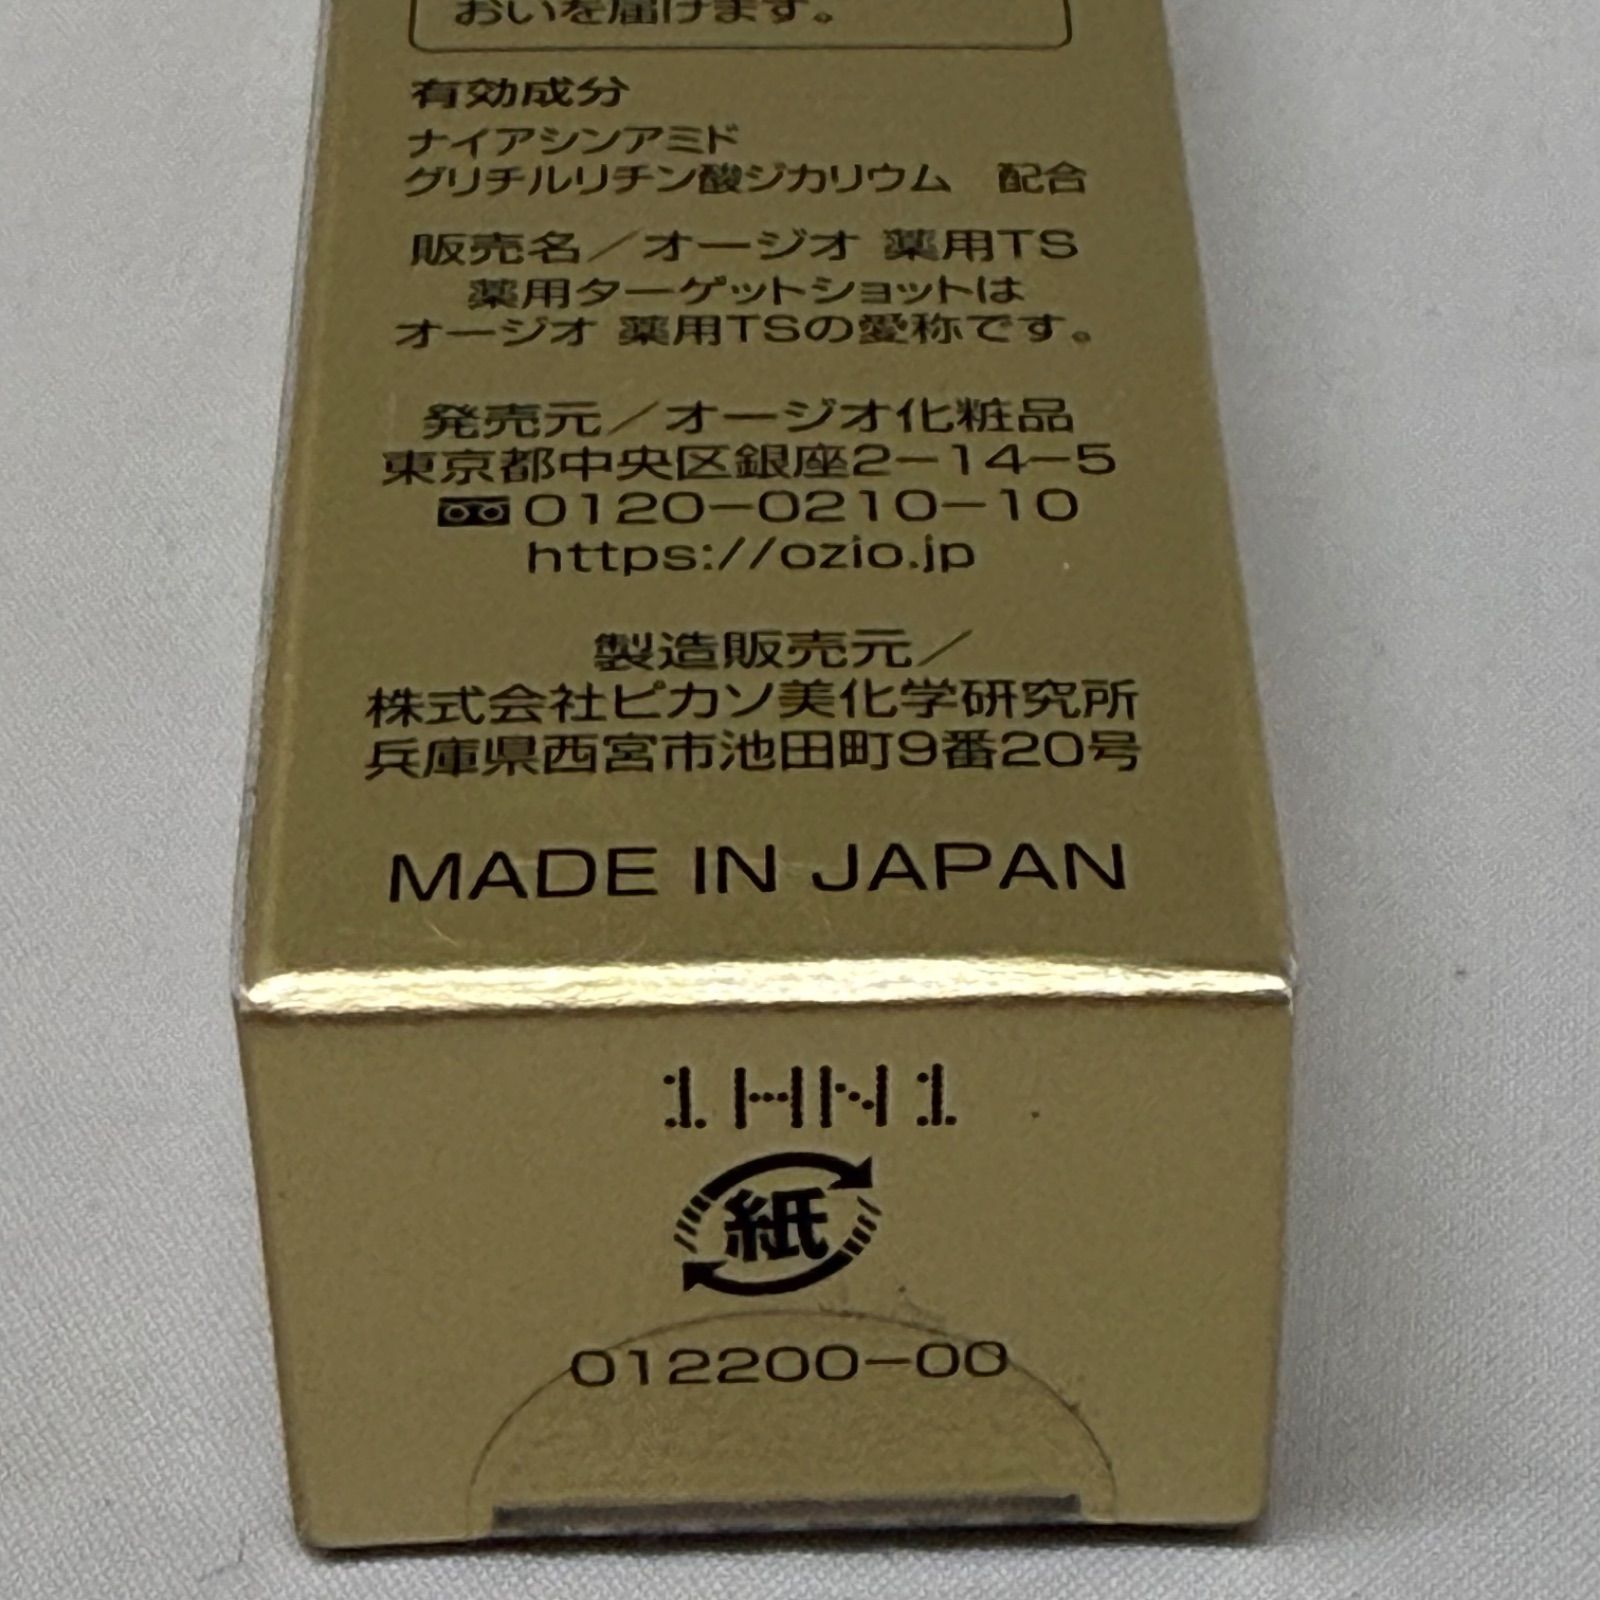 おいを届けます。
有効成分
ナイアシンアミド
グリチルリチン酸ジカリウム 配合
販売名／オージオ 薬用TS
薬用ターゲットショットは
オージオ 薬用TSの愛称です。
発売元／オージオ化粧品
東京都中央区銀座2-14-5
0120-0210-10
https://ozio.jp
製造販売元／
株式会社ピカソ美化学研究所
兵庫県西宮市池田町9番20号
MADE IN JAPAN
1HN1
紙
012200-00